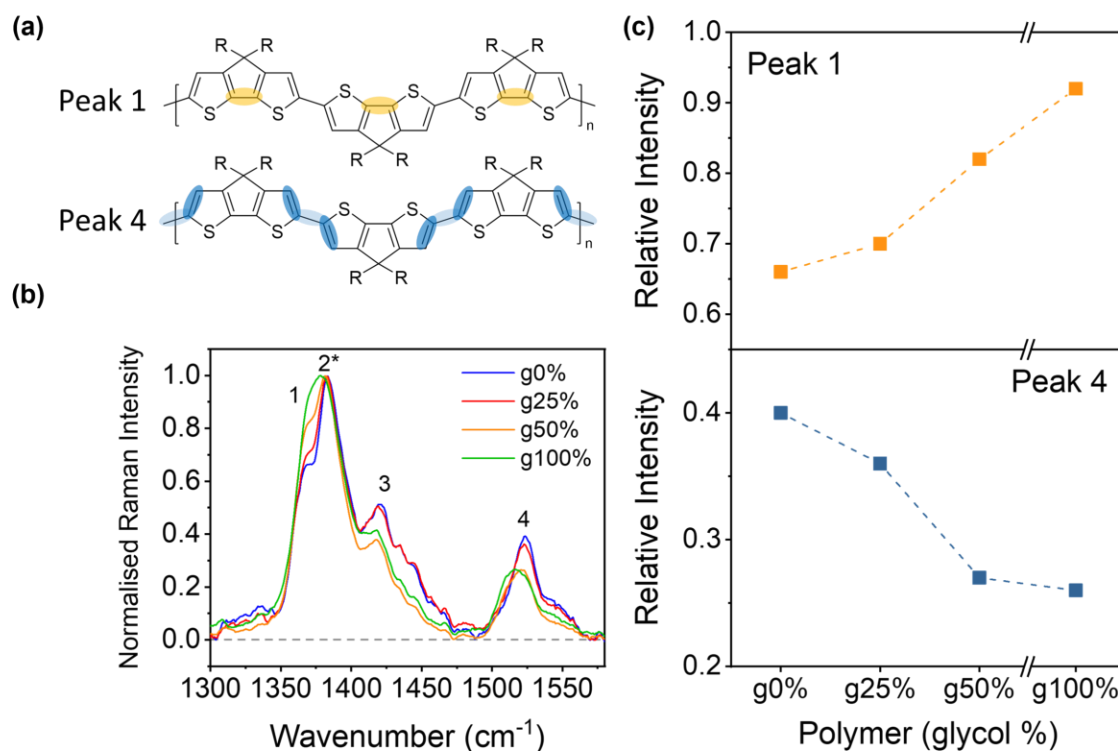 (a)
Peak 1
R R
S S
S S
R R
R R
S S
n
Peak 4
R R
S S
S S
R R
R R
S S
n
(b)
Normalised Raman Intensity
1.0
0.8
0.6
0.4
0.2
0.0
1
2*
3
4
g0%
g25%
g50%
g100%
1300 1350 1400 1450 1500 1550
Wavenumber (cm⁻¹)
(c)
Peak 1
Relative Intensity
1.0
0.9
0.8
0.7
0.6
Peak 4
Relative Intensity
0.4
0.3
0.2
g0% g25% g50% g100%
Polymer (glycol %)